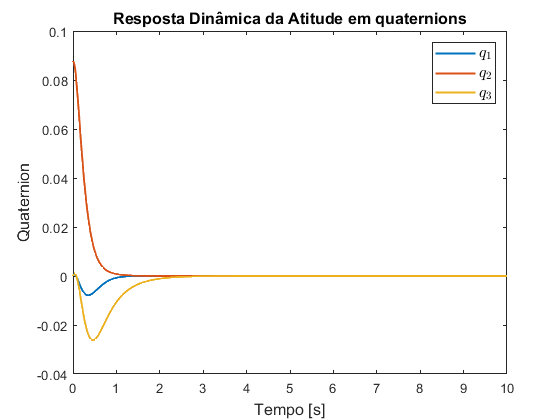 Resposta Dinâmica da Atitude em quaternions
0.1
0.08
0.06
0.04
0.02
0
-0.02
-0.04
Quaternion
q1
q2
q3
0 1 2 3 4 5 6 7 8 9 10
Tempo [s]